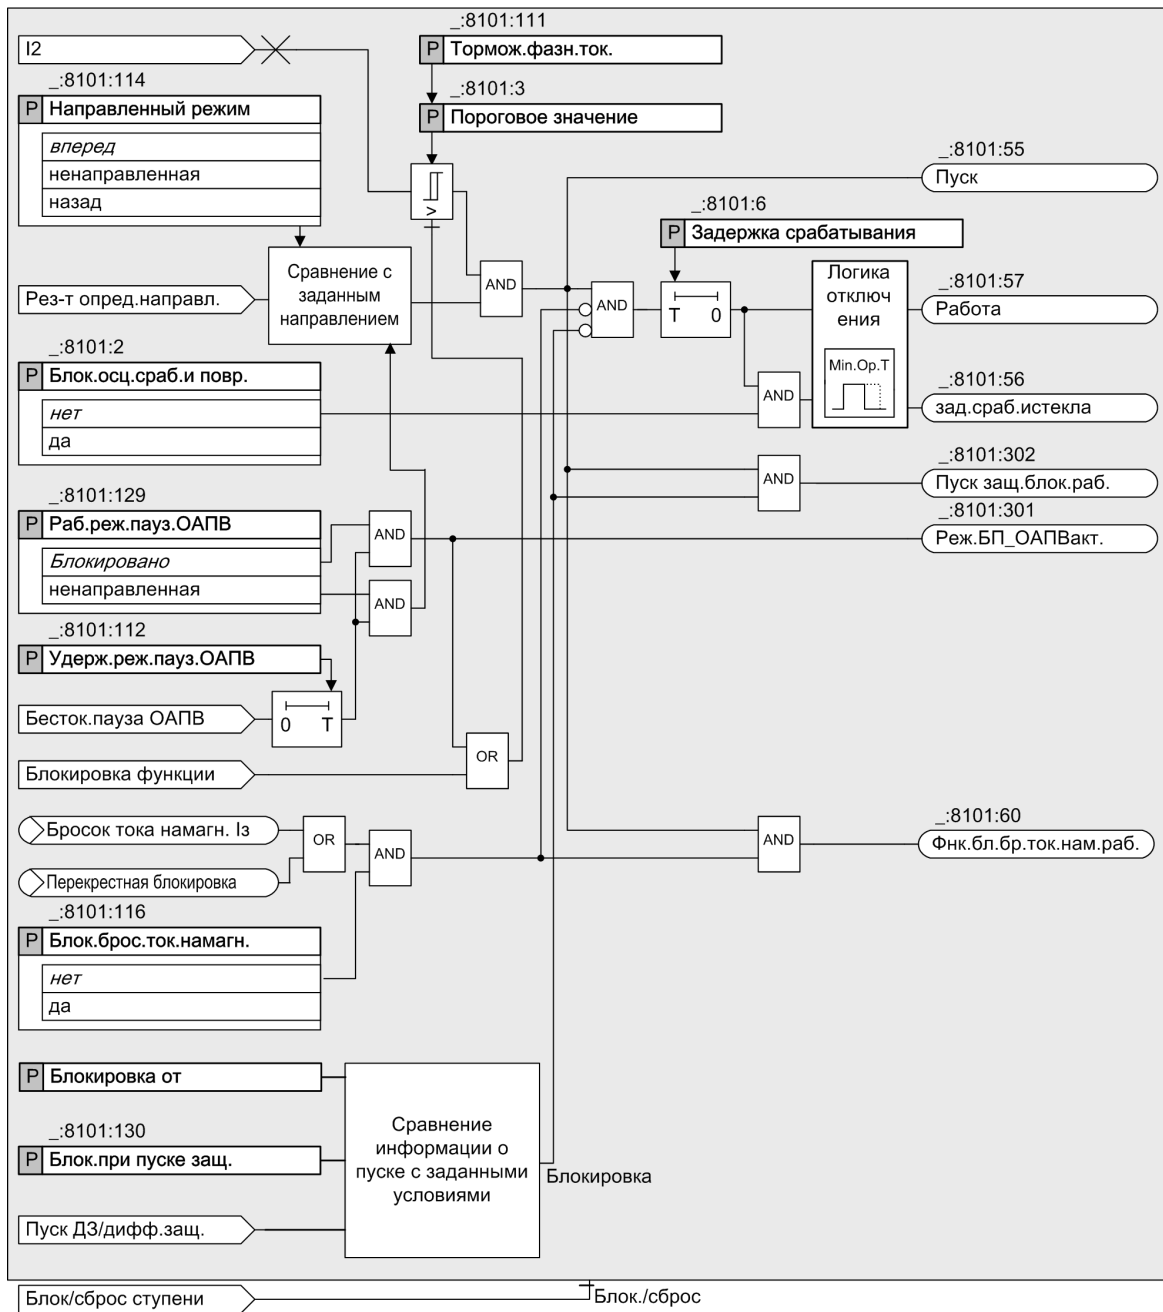 _:8101:111
I2
P Тормож.фазн.ток.
_:8101:114
_:8101:3
P Направленный режим
P Пороговое значение
вперед
ненаправленная
назад
_:8101:55
Пуск
>
_:8101:6
P Задержка срабатывания
Сравнение с
заданным
направлением
AND
Рез-т опред.направл.
AND
T 0
Логика
отключ
ения
_:8101:57
Работа
_:8101:2
P Блок.осц.сраб.и повр.
нет
да
AND
Min.Op.T
_:8101:56
зад.сраб.истекла
_:8101:302
AND
Пуск защ.блок.раб.
_:8101:129
_:8101:301
P Раб.реж.пауз.ОАПВ
Блокировано
ненаправленная
AND
Реж.БП_ОАПВакт.
AND
_:8101:112
P Удерж.реж.пауз.ОАПВ
Бесток.пауза ОАПВ
0 T
Блокировка функции
OR
Бросок тока намагн. Iз
OR
AND
AND
_:8101:60
Фнк.бл.бр.ток.нам.раб.
Перекрестная блокировка
_:8101:116
P Блок.брос.ток.намагн.
нет
да
P Блокировка от
_:8101:130
P Блок.при пуске защ.
Сравнение
информации о
пуске с заданными
условиями
Блокировка
Пуск ДЗ/дифф.защ.
Блок/сброс ступени
Блок./сброс